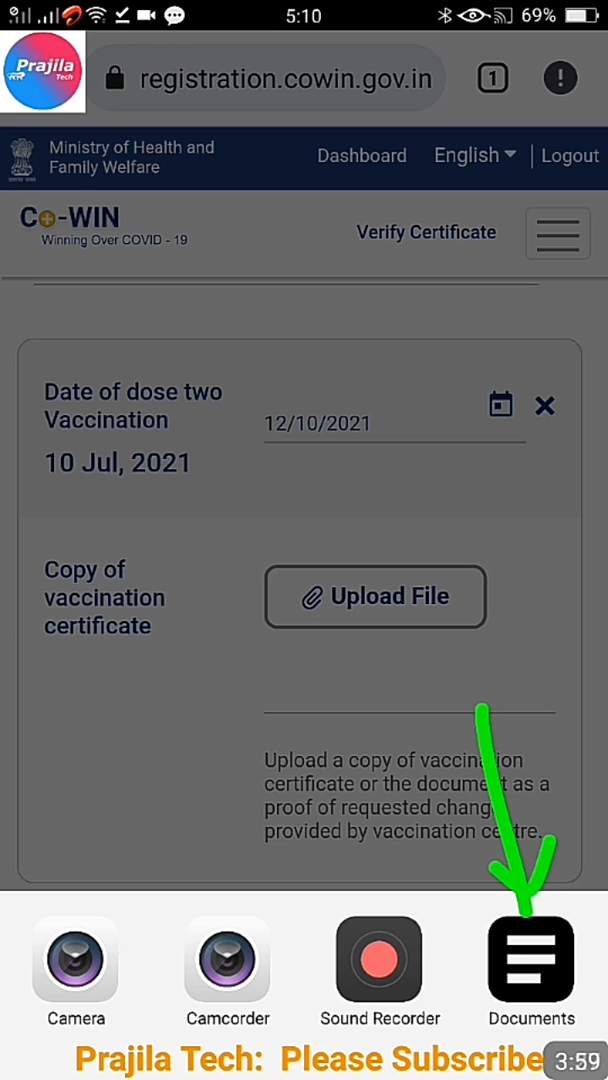 5:10
69%
Prajila
Tech
registration.cowin.gov.in
1
Ministry of Health and
Family Welfare
Dashboard
English
Logout
Co-WIN
Winning Over COVID - 19
Verify Certificate
Date of dose two
Vaccination
10 Jul, 2021
12/10/2021
Copy of
vaccination
certificate
Upload File
Upload a copy of vaccination
certificate or the document as a
proof of requested change
provided by vaccination centre.
Camera
Camcorder
Sound Recorder
Documents
Prajila Tech: Please Subscribe
3:59